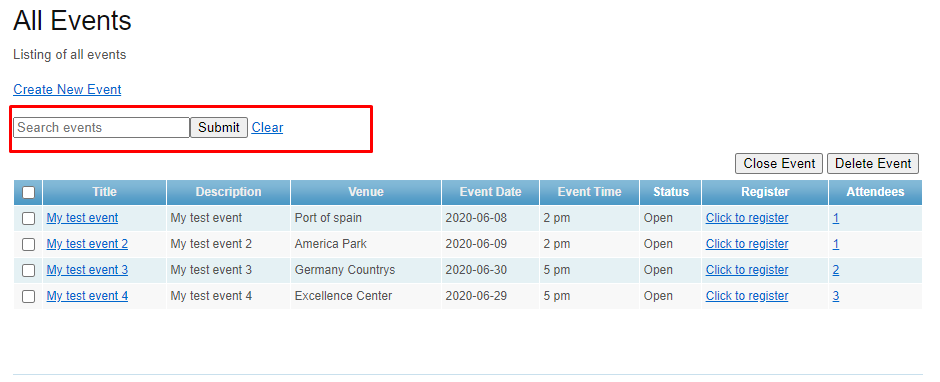 All Events
Listing of all events
Create New Event
Search events Submit Clear
Close Event Delete Event
Title Description Venue Event Date Event Time Status Register Attendees
My test event My test event Port of spain 2020-06-08 2 pm Open Click to register 1
My test event 2 My test event 2 America Park 2020-06-09 2 pm Open Click to register 1
My test event 3 My test event 3 Germany Countrys 2020-06-30 5 pm Open Click to register 2
My test event 4 My test event 4 Excellence Center 2020-06-29 5 pm Open Click to register 3